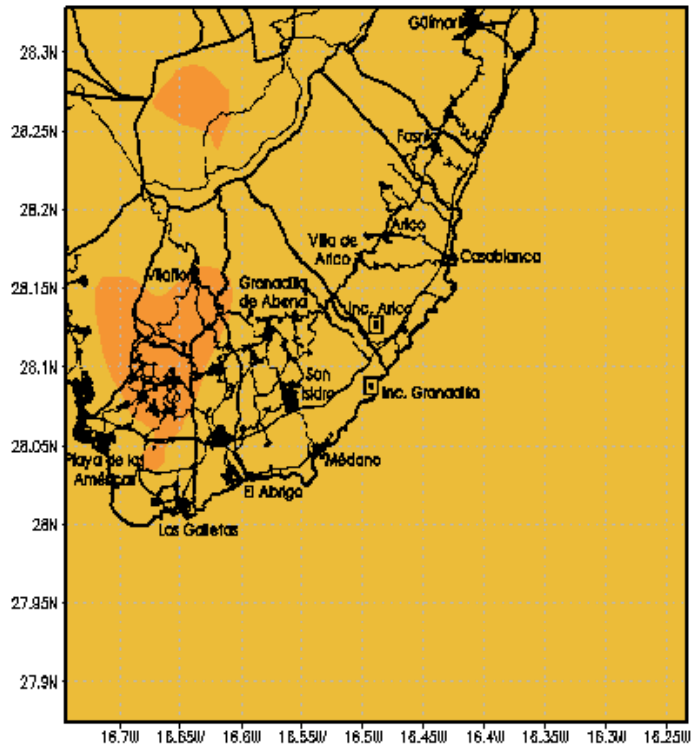 Güímar
28.3N
28.25N
Fasnia
28.2N
Arico
Villa de
Arico
Casablanca
Vilaflor
28.15N
Granadilla
de Abona
Inc. Arico
28.1N
San
Isidro
Inc. Granadilla
28.05N
Playa de las
Américas
Médano
El Abrigo
28N
Las Galletas
27.95N
27.9N
16.7W 16.65W 16.6W 16.55W 16.5W 16.45W 16.4W 16.35W 16.3W 16.25W